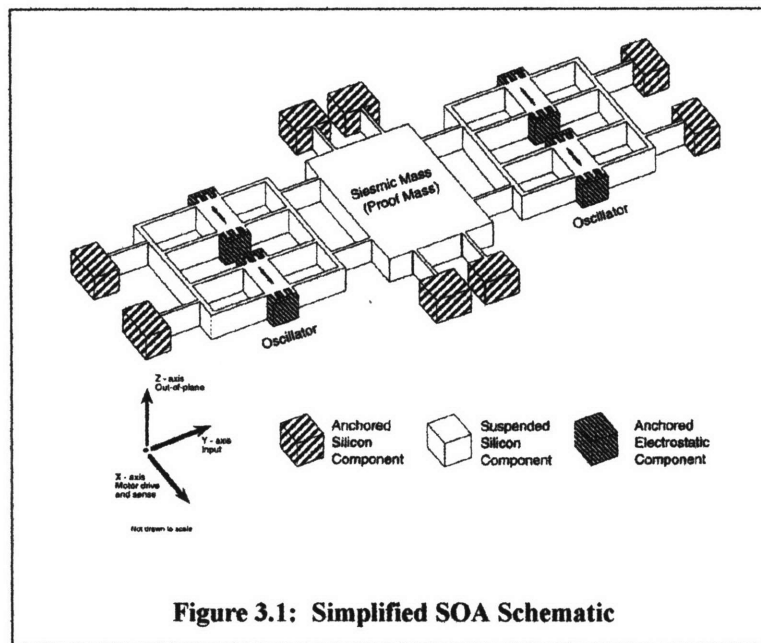 Siesmic Mass
(Proof Mass)
Oscillator
Oscillator
Z - axis
Out-of-plane
Y - axis
Input
X - axis
Motor drive
and sense
Not drawn to scale
Anchored
Silicon
Component
Suspended
Silicon
Component
Anchored
Electrostatic
Component
Figure 3.1: Simplified SOA Schematic